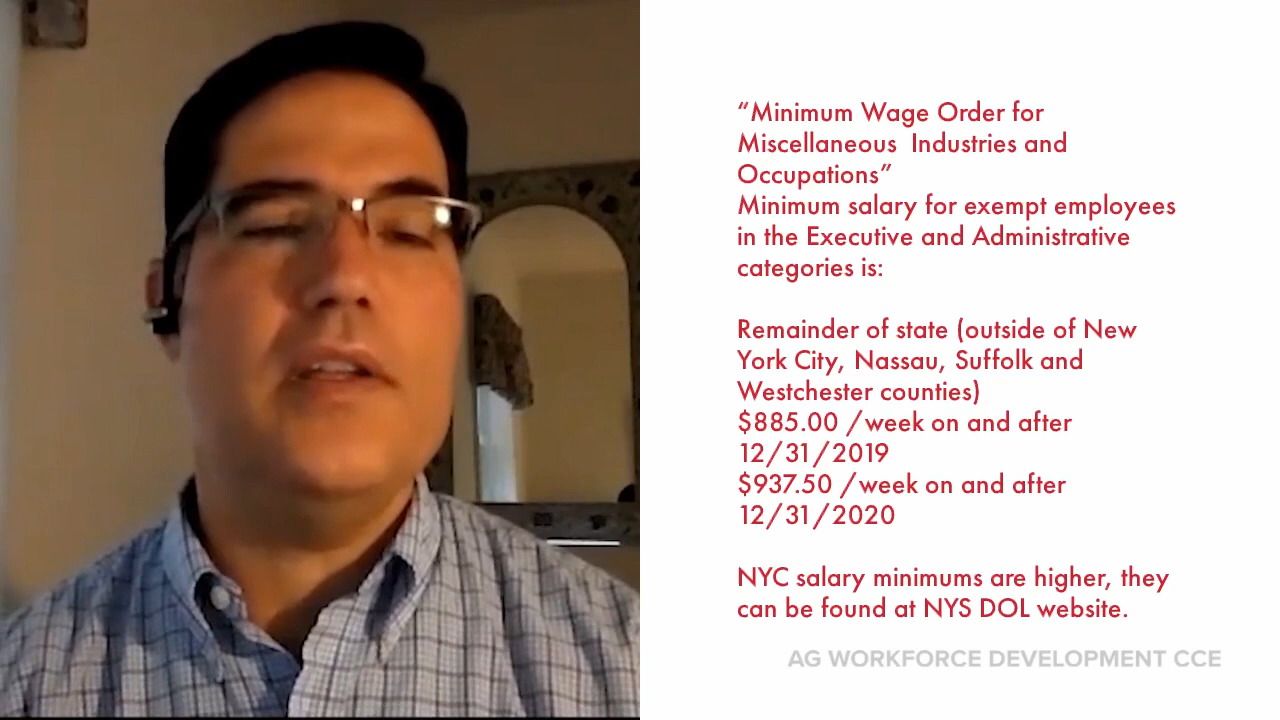 “Minimum Wage Order for
Miscellaneous  Industries and
Occupations”
Minimum salary for exempt employees
in the Executive and Administrative
categories is:
Remainder of state (outside of New
York City, Nassau, Suffolk and
Westchester counties)
$885.00 /week on and after
12/31/2019
$937.50 /week on and after
12/31/2020
NYC salary minimums are higher, they
can be found at NYS DOL website.
AG WORKFORCE DEVELOPMENT CCE